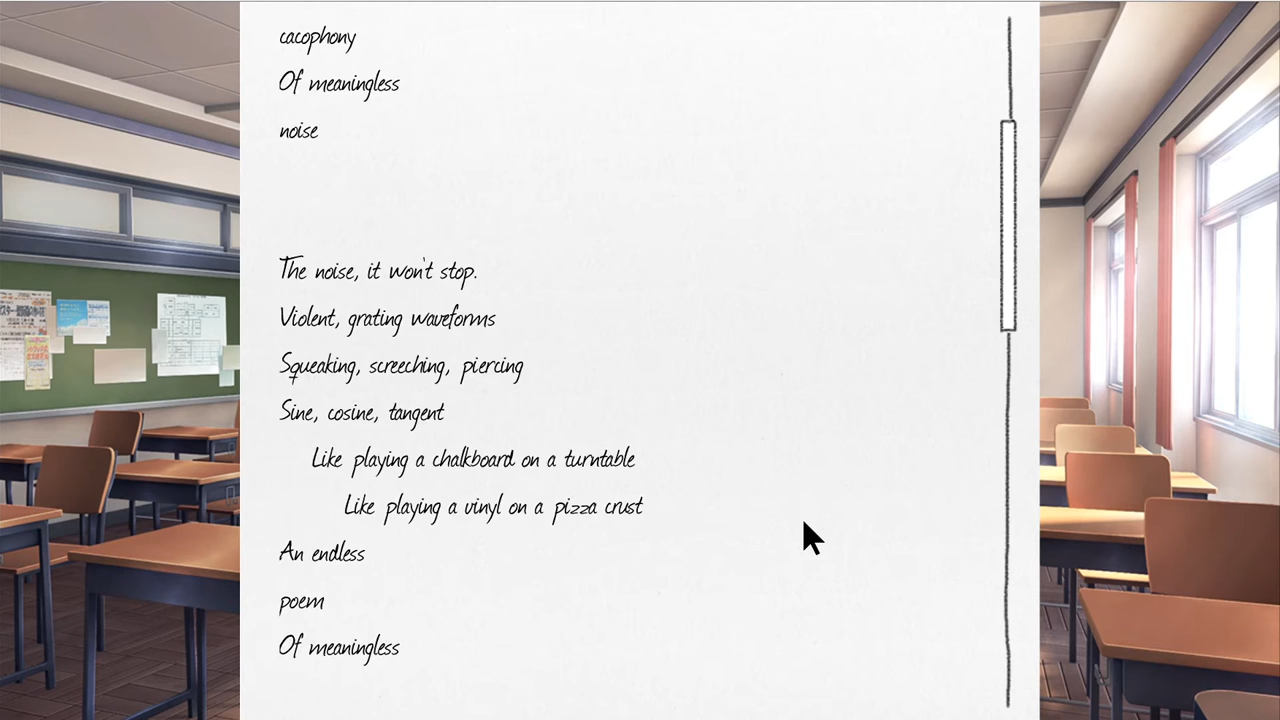 cacophony
Of meaningless
noise
The noise, it won't stop.
Violent, grating waveforms
Squeaking, screeching, piercing
Sine, cosine, tangent
Like playing a chalkboard on a turntable
Like playing a vinyl on a pizza crust
An endless
poem
Of meaningless